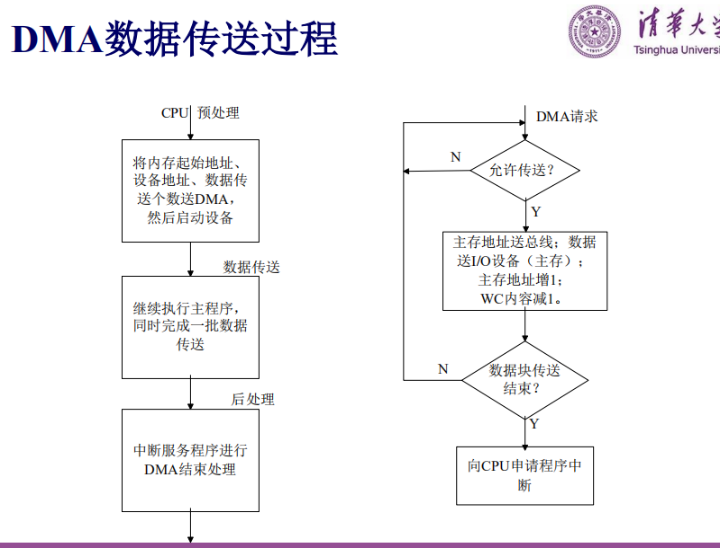 DMA数据传送过程
清华大学
Tsinghua Universi
CPU 预处理
将内存起始地址、
设备地址、数据传
送个数送DMA，
然后启动设备
数据传送
继续执行主程序，
同时完成一批数据
传送
后处理
中断服务程序进行
DMA结束处理
DMA请求
允许传送？
N
Y
主存地址送总线；数据
送I/O设备（主存）；
主存地址增1；
WC内容减1。
数据块传送
结束？
N
Y
向CPU申请程序中
断